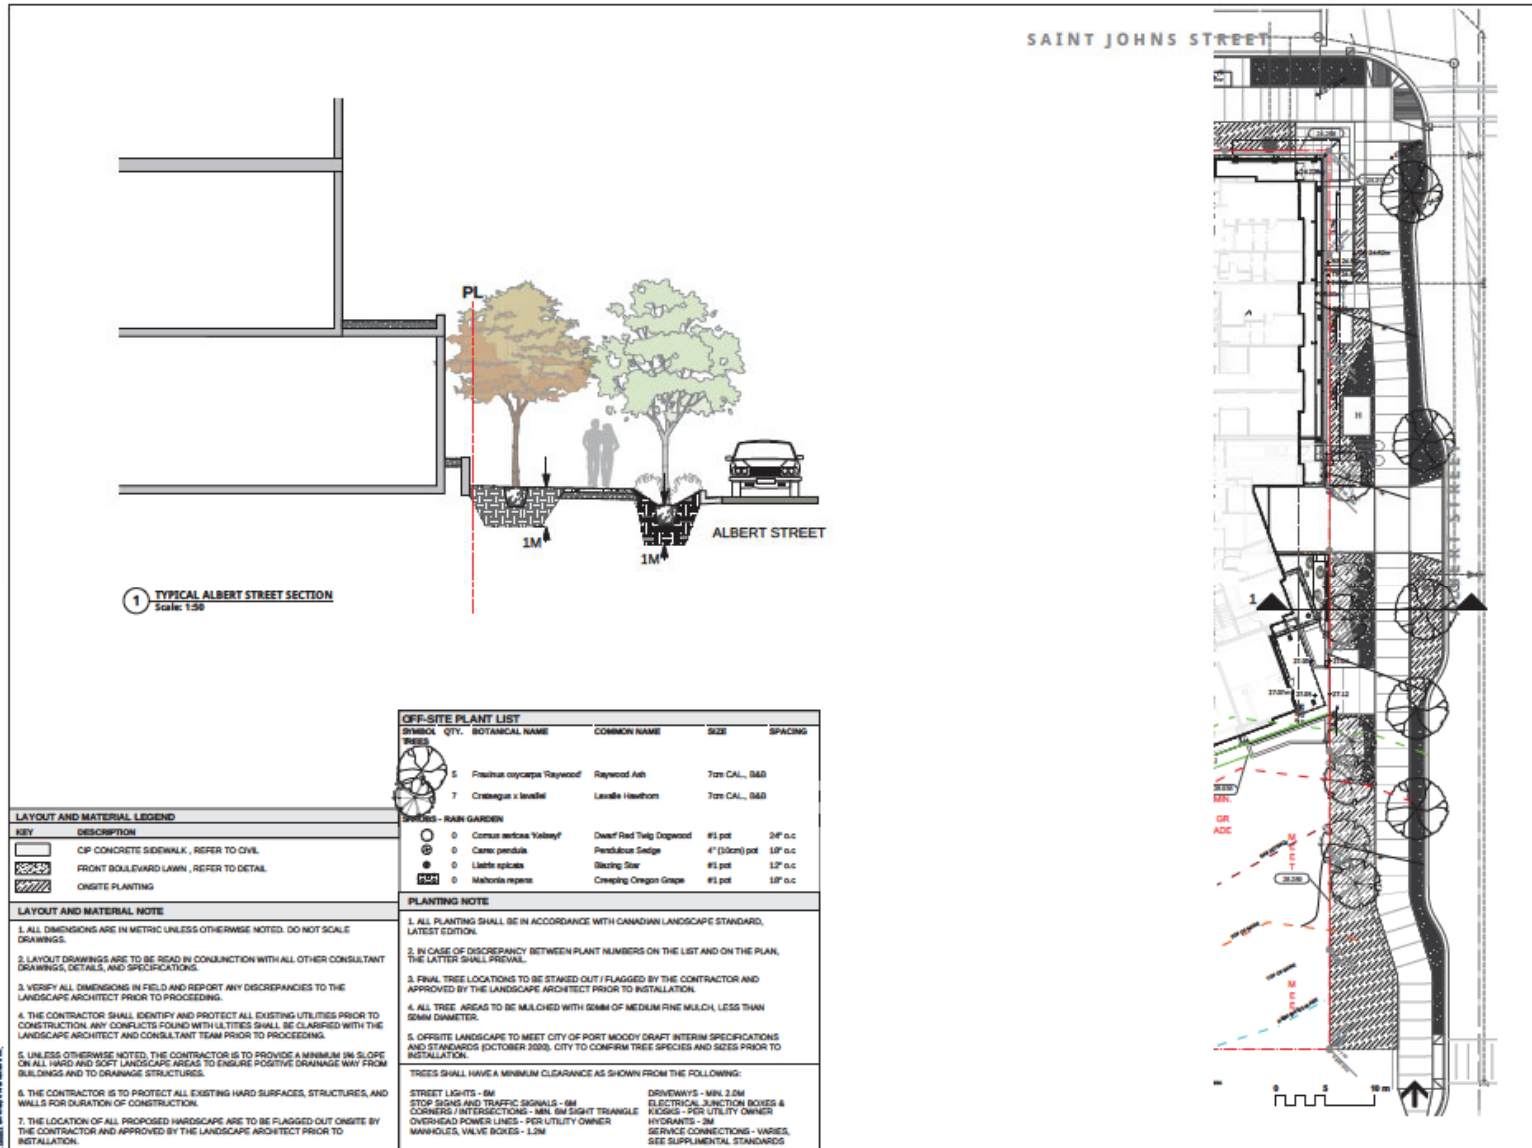 SAINT JOHNS STREET
PL
1M
1M
ALBERT STREET
1 TYPICAL ALBERT STREET SECTION
Scale: 1:50
OFF-SITE PLANT LIST
SYMBOL QTY. BOTANICAL NAME COMMON NAME SIZE SPACING
TREES
5 Fraxinus oxycarpa 'Raywood' Raywood Ash 7cm CAL., B&B
7 Crataegus x lavallei Lavalle Hawthorn 7cm CAL., B&B
SHRUBS - RAIN GARDEN
0 Cornus sericea 'Kelseyi' Dwarf Red Twig Dogwood #1 pot 24" o.c
0 Carex pendula Pendulous Sedge 4" (10cm) pot 18" o.c
0 Liatris spicata Blazing Star #1 pot 12" o.c
0 Mahonia repens Creeping Oregon Grape #1 pot 18" o.c
PLANTING NOTE
1. ALL PLANTING SHALL BE IN ACCORDANCE WITH CANADIAN LANDSCAPE STANDARD,
LATEST EDITION.
2. IN CASE OF DISCREPANCY BETWEEN PLANT NUMBERS ON THE LIST AND ON THE PLAN,
THE LATTER SHALL PREVAIL.
3. FINAL TREE LOCATIONS TO BE STAKED OUT / FLAGGED BY THE CONTRACTOR AND
APPROVED BY THE LANDSCAPE ARCHITECT PRIOR TO INSTALLATION.
4. ALL TREE AREAS TO BE MULCHED WITH 50MM OF MEDIUM FINE MULCH, LESS THAN
50MM DIAMETER.
5. OFFSITE LANDSCAPE TO MEET CITY OF PORT MOODY DRAFT INTERIM SPECIFICATIONS
AND STANDARDS (OCTOBER 2020). CITY TO CONFIRM TREE SPECIES AND SIZES PRIOR TO
INSTALLATION.
TREES SHALL HAVE A MINIMUM CLEARANCE AS SHOWN FROM THE FOLLOWING:
STREET LIGHTS - 6M
STOP SIGNS AND TRAFFIC SIGNALS - 6M
CORNERS / INTERSECTIONS - MIN. 6M SIGHT TRIANGLE
OVERHEAD POWER LINES - PER UTILITY OWNER
MANHOLES, VALVE BOXES - 1.2M
DRIVEWAYS - MIN. 2.0M
ELECTRICAL JUNCTION BOXES &
KIOSKS - PER UTILITY OWNER
HYDRANTS - 2M
SERVICE CONNECTIONS - VARIES,
SEE SUPPLIMENTAL STANDARDS
LAYOUT AND MATERIAL LEGEND
KEY DESCRIPTION
CIP CONCRETE SIDEWALK , REFER TO CIVIL
FRONT BOULEVARD LAWN , REFER TO DETAIL
ONSITE PLANTING
LAYOUT AND MATERIAL NOTE
1. ALL DIMENSIONS ARE IN METRIC UNLESS OTHERWISE NOTED. DO NOT SCALE
DRAWINGS.
2. LAYOUT DRAWINGS ARE TO BE READ IN CONJUNCTION WITH ALL OTHER CONSULTANT
DRAWINGS, DETAILS, AND SPECIFICATIONS.
3. VERIFY ALL DIMENSIONS IN FIELD AND REPORT ANY DISCREPANCIES TO THE
LANDSCAPE ARCHITECT PRIOR TO PROCEEDING.
4. THE CONTRACTOR SHALL IDENTIFY AND PROTECT ALL EXISTING UTILITIES PRIOR TO
CONSTRUCTION. ANY CONFLICTS FOUND WITH ULTITIES SHALL BE CLARIFIED WITH THE
LANDSCAPE ARCHITECT AND CONSULTANT TEAM PRIOR TO PROCEEDING.
5. UNLESS OTHERWISE NOTED, THE CONTRACTOR IS TO PROVIDE A MINIMUM 1% SLOPE
ON ALL HARD AND SOFT LANDSCAPE AREAS TO ENSURE POSITIVE DRAINAGE WAY FROM
BUILDINGS AND TO DRAINAGE STRUCTURES.
6. THE CONTRACTOR IS TO PROTECT ALL EXISTING HARD SURFACES, STRUCTURES, AND
WALLS FOR DURATION OF CONSTRUCTION.
7. THE LOCATION OF ALL PROPOSED HARDSCAPE ARE TO BE FLAGGED OUT ONSITE BY
THE CONTRACTOR AND APPROVED BY THE LANDSCAPE ARCHITECT PRIOR TO
INSTALLATION.
H
ALBERT STREET
1
27.12
MIN.
GR
ADE
MEET
TOP OF BANK
0 5 10 m